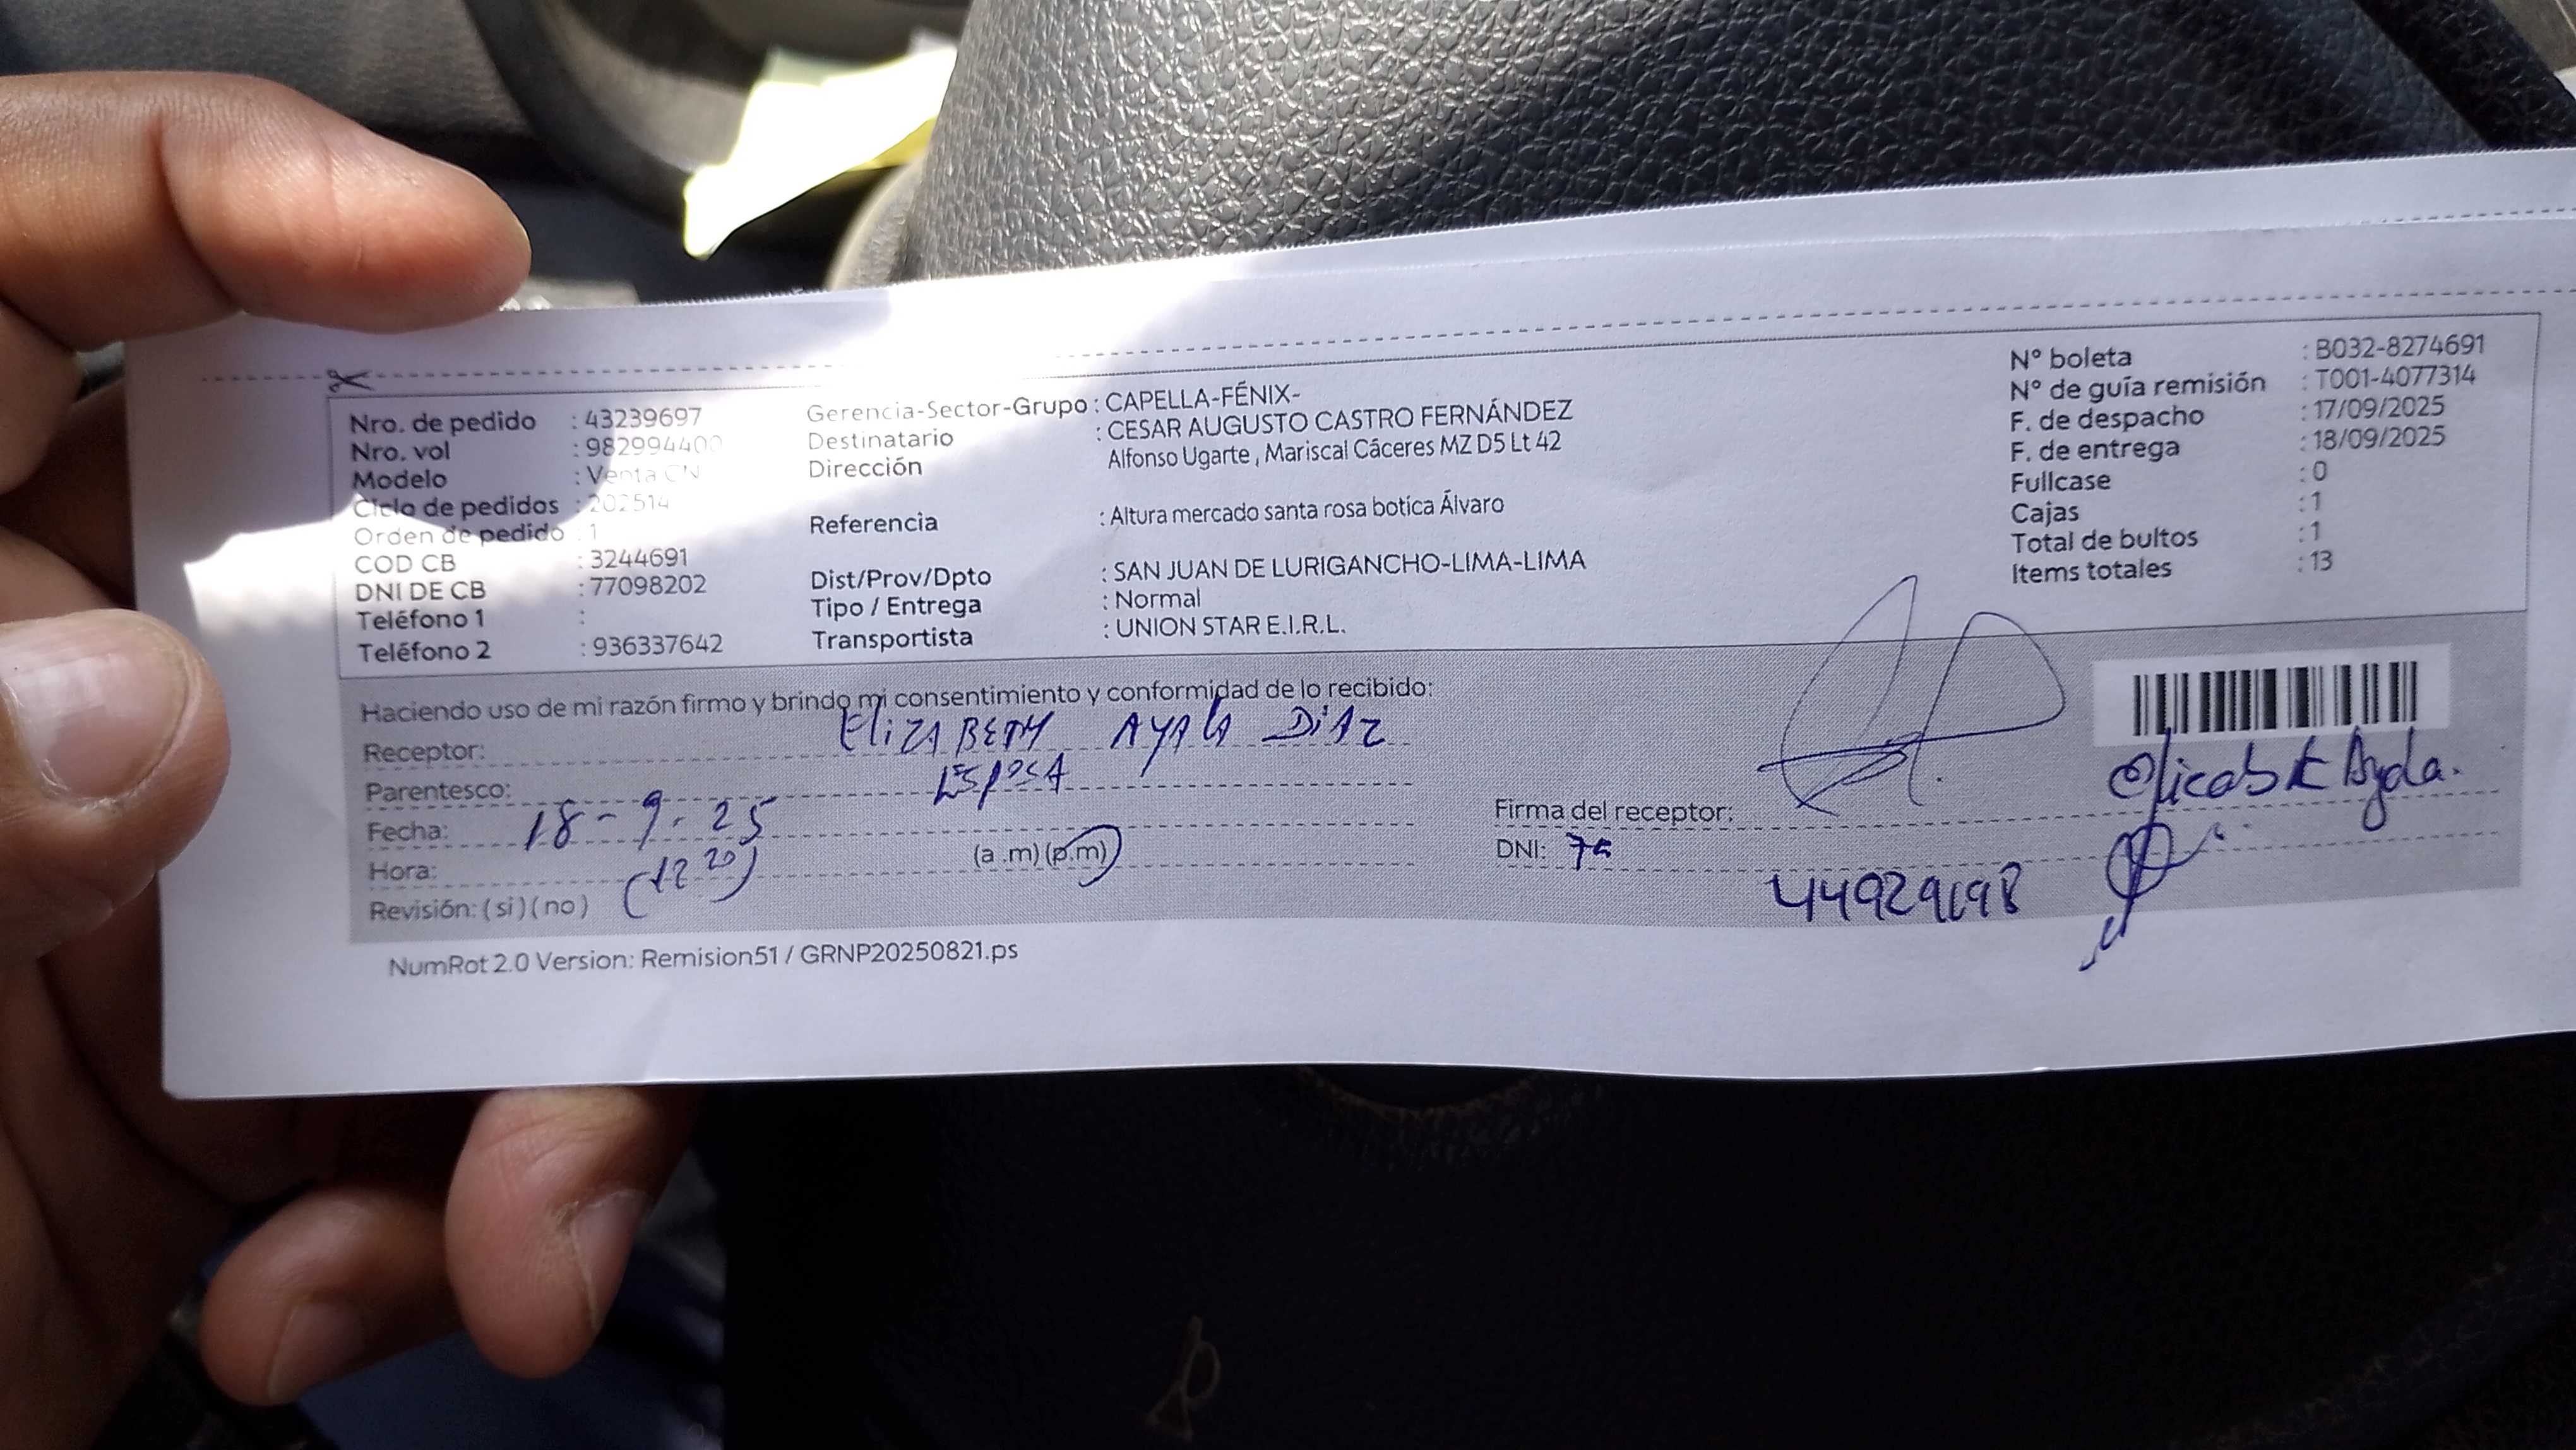 Nro. de pedido : 43239697
Nro. vol : 982994400
Modelo : Venta CN
Ciclo de pedidos : 202514
Orden de pedido : 1
COD CB : 3244691
DNI DE CB : 77098202
Teléfono 1 :
Teléfono 2 : 936337642
Gerencia-Sector-Grupo : CAPELLA-FÉNIX-
Destinatario : CESAR AUGUSTO CASTRO FERNÁNDEZ
Dirección Alfonso Ugarte , Mariscal Cáceres MZ D5 Lt 42
Referencia : Altura mercado santa rosa botica Álvaro
Dist/Prov/Dpto : SAN JUAN DE LURIGANCHO-LIMA-LIMA
Tipo / Entrega : Normal
Transportista : UNION STAR E.I.R.L.
N° boleta : B032-8274691
N° de guía remisión : T001-4077314
F. de despacho : 17/09/2025
F. de entrega : 18/09/2025
Fullcase : 0
Cajas : 1
Total de bultos : 1
Items totales : 13
Haciendo uso de mi razón firmo y brindo mi consentimiento y conformidad de lo recibido:
Receptor: ElizABETH AYALA DiAz
Parentesco: ESposA
Fecha: 18-9-25
Hora: (12 20) (a .m) (p.m)
Revisión: ( si ) ( no )
Firma del receptor:
DNI: 75
44929698
NumRot 2.0 Version: Remision51 / GRNP20250821.ps